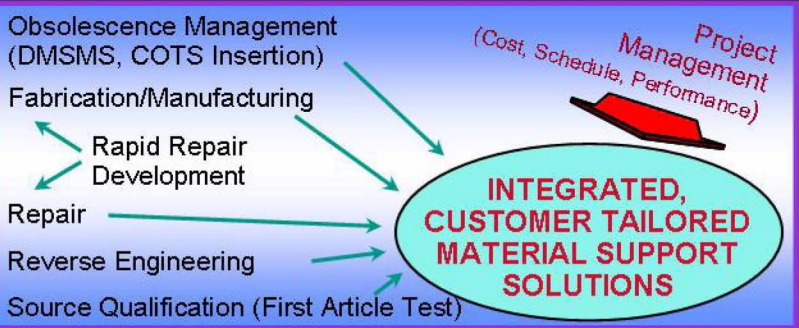 Obsolescence Management
(DMSMS, COTS Insertion)
Fabrication/Manufacturing
Rapid Repair
Development
Repair
Reverse Engineering
Source Qualification (First Article Test)
Project
Management
(Cost, Schedule, Performance)
INTEGRATED,
CUSTOMER TAILORED
MATERIAL SUPPORT
SOLUTIONS